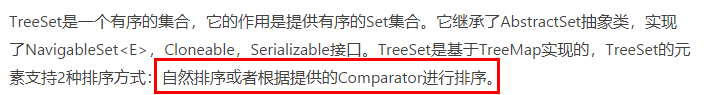 TreeSet是一个有序的集合，它的作用是提供有序的Set集合。它继承了AbstractSet抽象类，实现
了NavigableSet<E>，Cloneable，Serializable接口。TreeSet是基于TreeMap实现的，TreeSet的元
素支持2种排序方式：自然排序或者根据提供的Comparator进行排序。